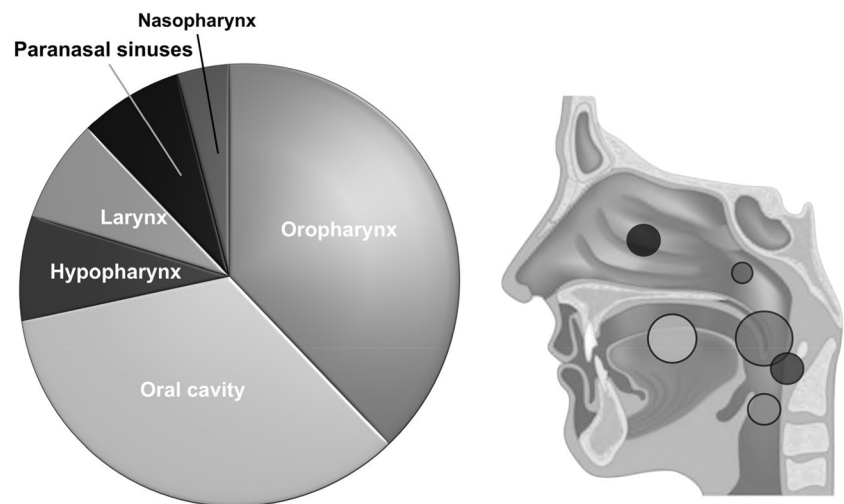 Nasopharynx
Paranasal sinuses
Larynx
Oropharynx
Hypopharynx
Oral cavity